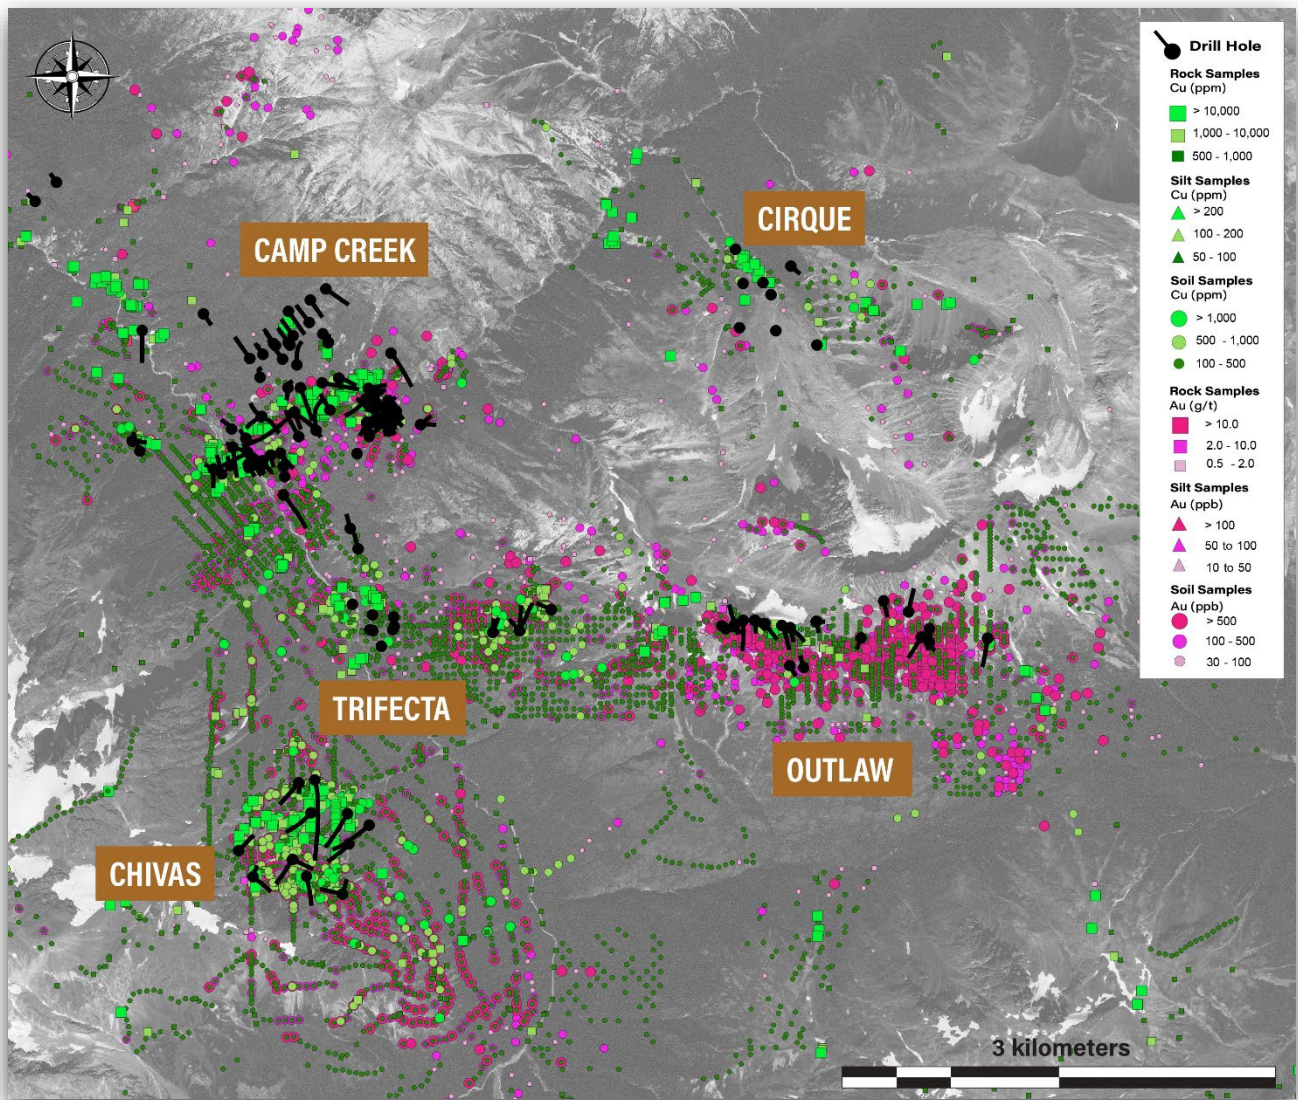 Drill Hole
Rock Samples
Cu (ppm)
> 10,000
1,000 - 10,000
500 - 1,000
Silt Samples
Cu (ppm)
> 200
100 - 200
50 - 100
Soil Samples
Cu (ppm)
> 1,000
500 - 1,000
100 - 500
Rock Samples
Au (g/t)
> 10.0
2.0 - 10.0
0.5 - 2.0
Silt Samples
Au (ppb)
> 100
50 to 100
10 to 50
Soil Samples
Au (ppb)
> 500
100 - 500
30 - 100
CIRQUE
CAMP CREEK
TRIFECTA
OUTLAW
CHIVAS
3 kilometers